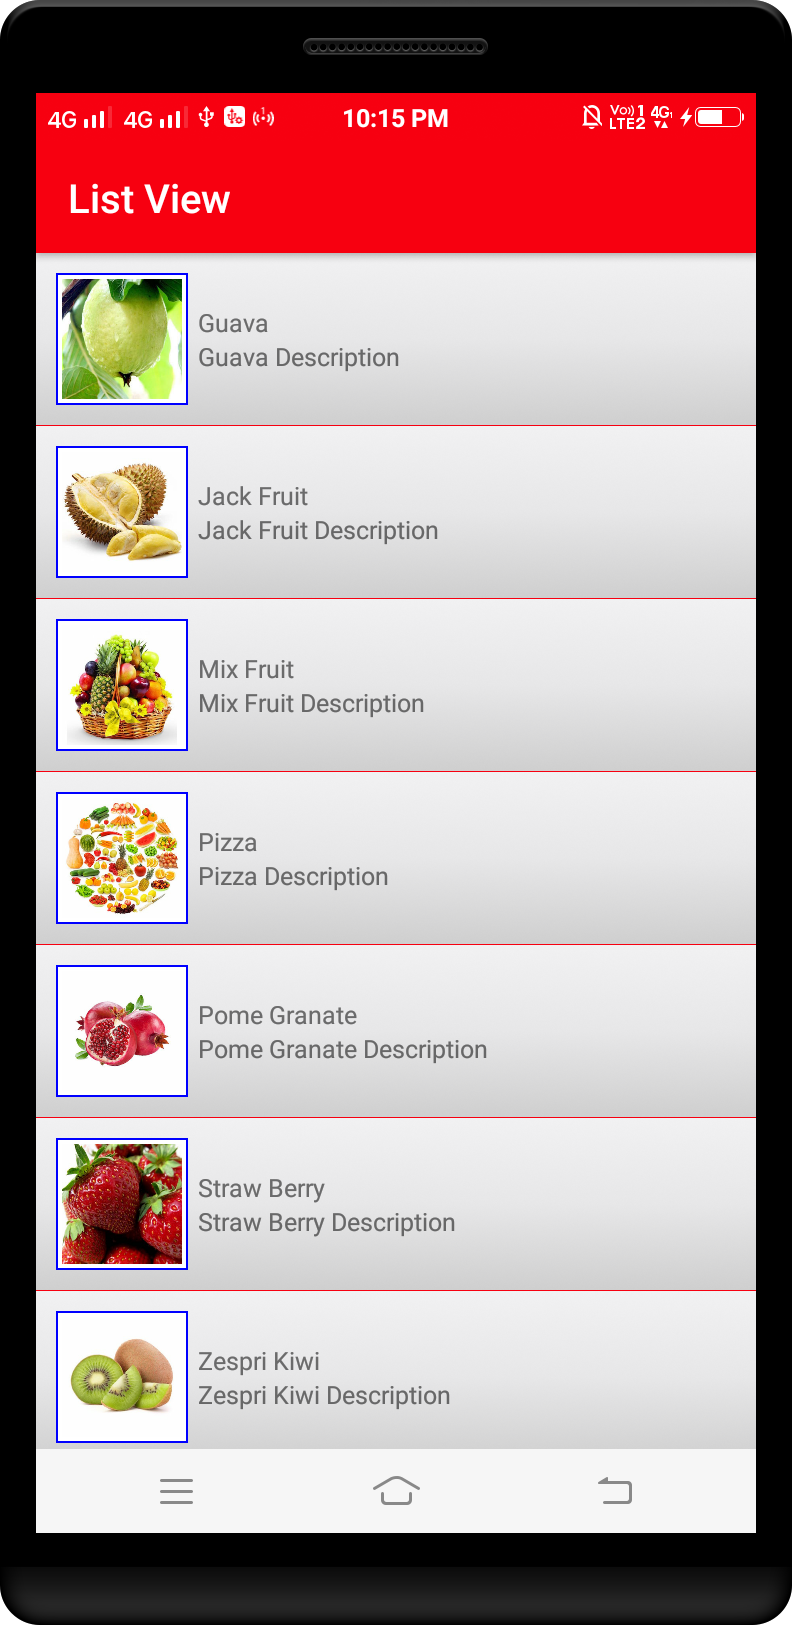 4G 4G 10:15 PM Vo)) 1 LTE2 4G
List View
Guava
Guava Description
Jack Fruit
Jack Fruit Description
Mix Fruit
Mix Fruit Description
Pizza
Pizza Description
Pome Granate
Pome Granate Description
Straw Berry
Straw Berry Description
Zespri Kiwi
Zespri Kiwi Description